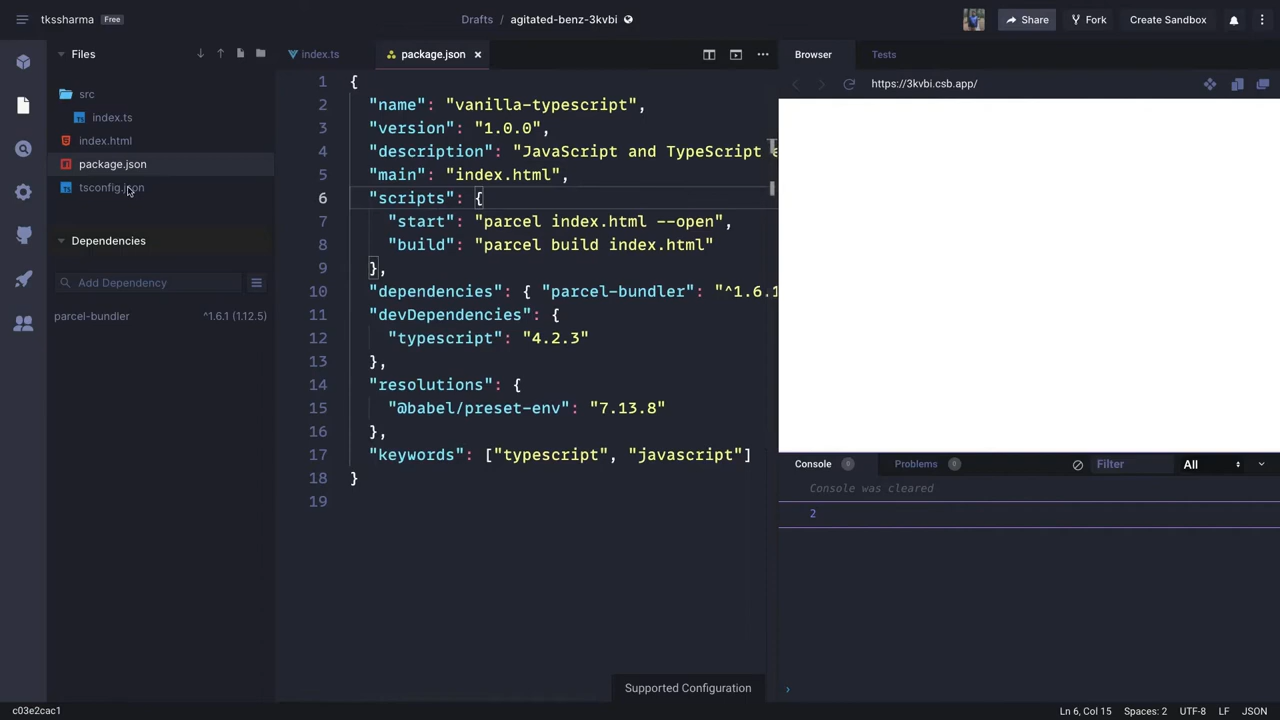 tkssharma
Free
Drafts / agitated-benz-3kvbi
Share
Fork
Create Sandbox
Files
src
index.ts
index.html
package.json
tsconfig.json
Dependencies
Add Dependency
parcel-bundler ^1.6.1 (1.12.5)
index.ts
package.json
1 {
2 "name": "vanilla-typescript",
3 "version": "1.0.0",
4 "description": "JavaScript and TypeScript
5 "main": "index.html",
6 "scripts": {
7 "start": "parcel index.html --open",
8 "build": "parcel build index.html"
9 },
10 "dependencies": { "parcel-bundler": "^1.6.1
11 "devDependencies": {
12 "typescript": "4.2.3"
13 },
14 "resolutions": {
15 "@babel/preset-env": "7.13.8"
16 },
17 "keywords": ["typescript", "javascript"]
18 }
19
Supported Configuration
Browser
Tests
https://3kvbi.csb.app/
Console 0
Problems 0
Filter
All
Console was cleared
2
c03e2cac1
Ln 6, Col 15
Spaces: 2
UTF-8
LF
JSON